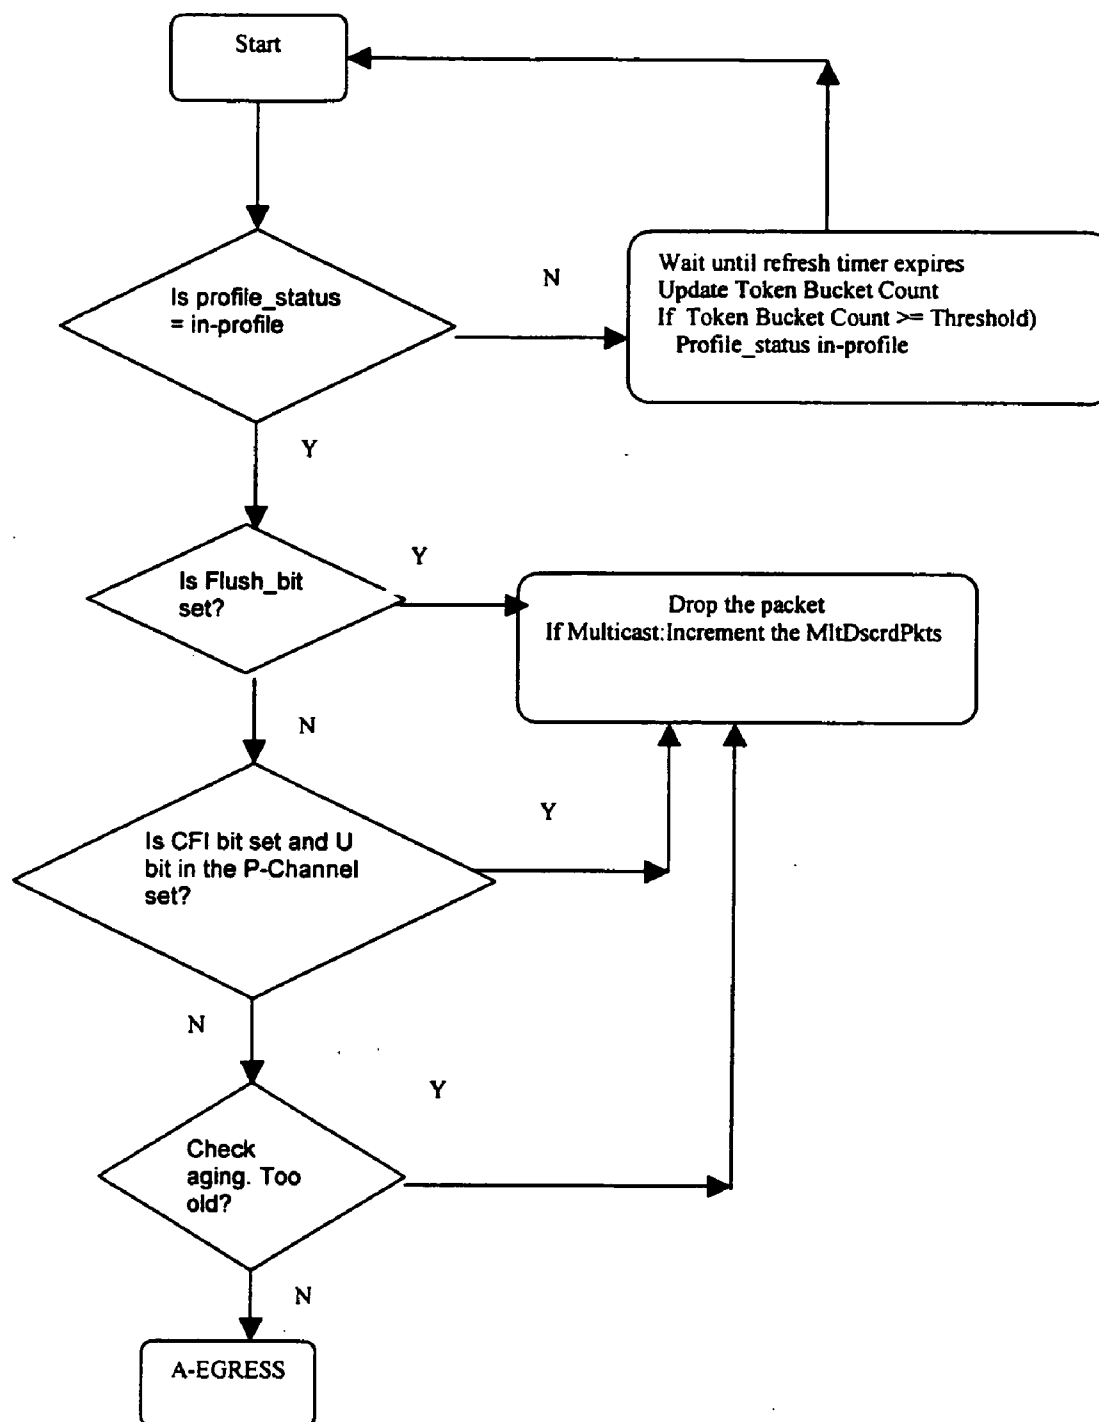 Start
Is profile_status
= in-profile
N
Wait until refresh timer expires
Update Token Bucket Count
If  Token Bucket Count >= Threshold)
Profile_status in-profile
Y
Is Flush_bit
set?
Y
Drop the packet
If Multicast:Increment the MltDscrdPkts
N
Is CFI bit set and U
bit in the P-Channel
set?
Y
N
Check
aging. Too
old?
Y
N
A-EGRESS